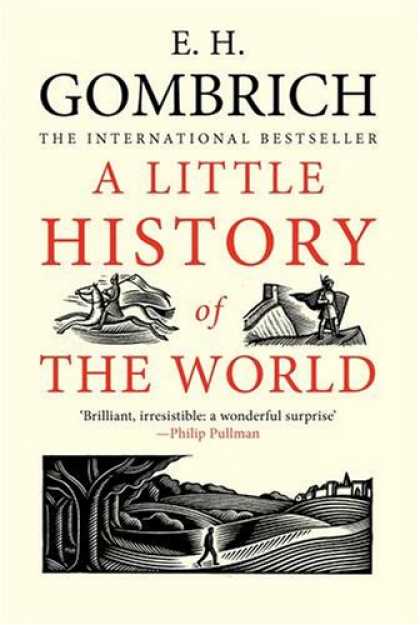 E. H.
GOMBRICH
THE INTERNATIONAL BESTSELLER
A LITTLE
HISTORY
of
THE WORLD
‘Brilliant, irresistible: a wonderful surprise’
—Philip Pullman